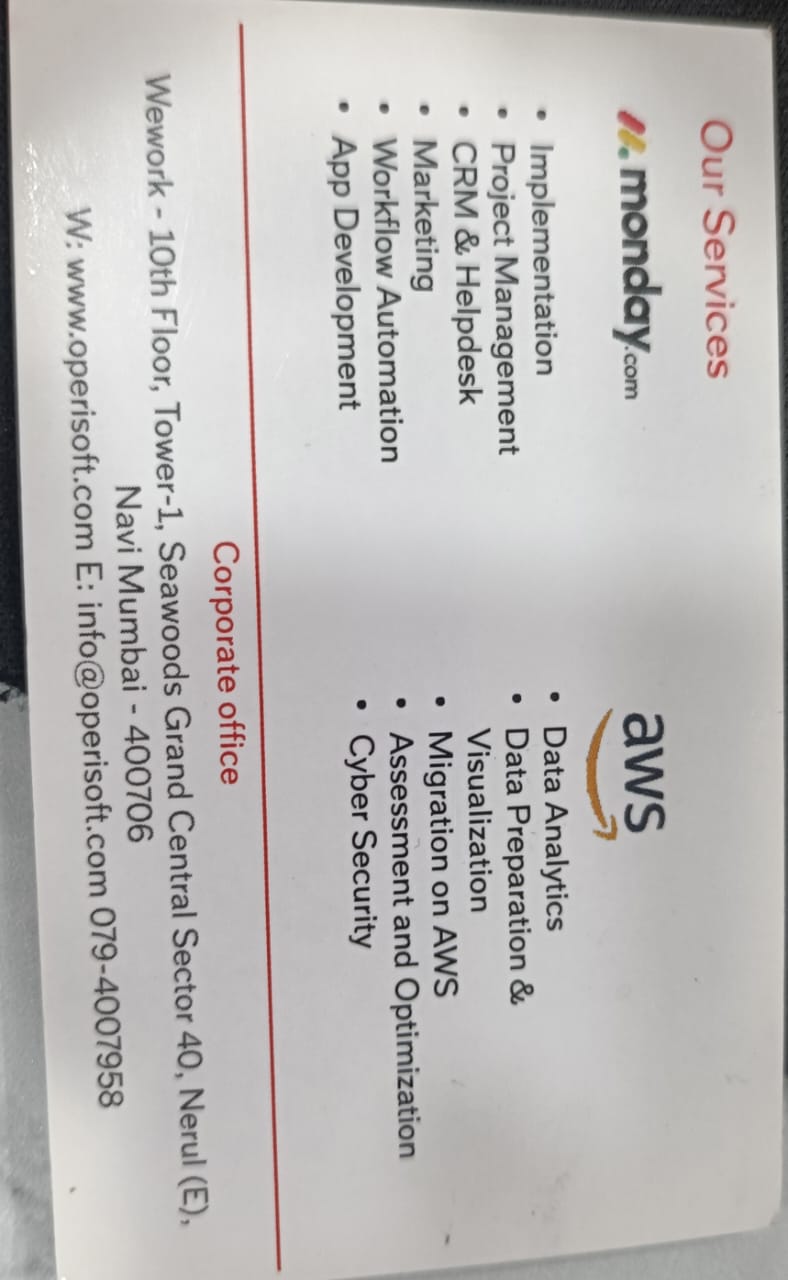 Our Services
monday.com
• Implementation
• Project Management
• CRM & Helpdesk
• Marketing
• Workflow Automation
• App Development
aws
• Data Analytics
• Data Preparation &
Visualization
• Migration on AWS
• Assessment and Optimization
• Cyber Security
Corporate office
Wework - 10th Floor, Tower-1, Seawoods Grand Central Sector 40, Nerul (E),
Navi Mumbai - 400706
W: www.operisoft.com E: info@operisoft.com 079-4007958